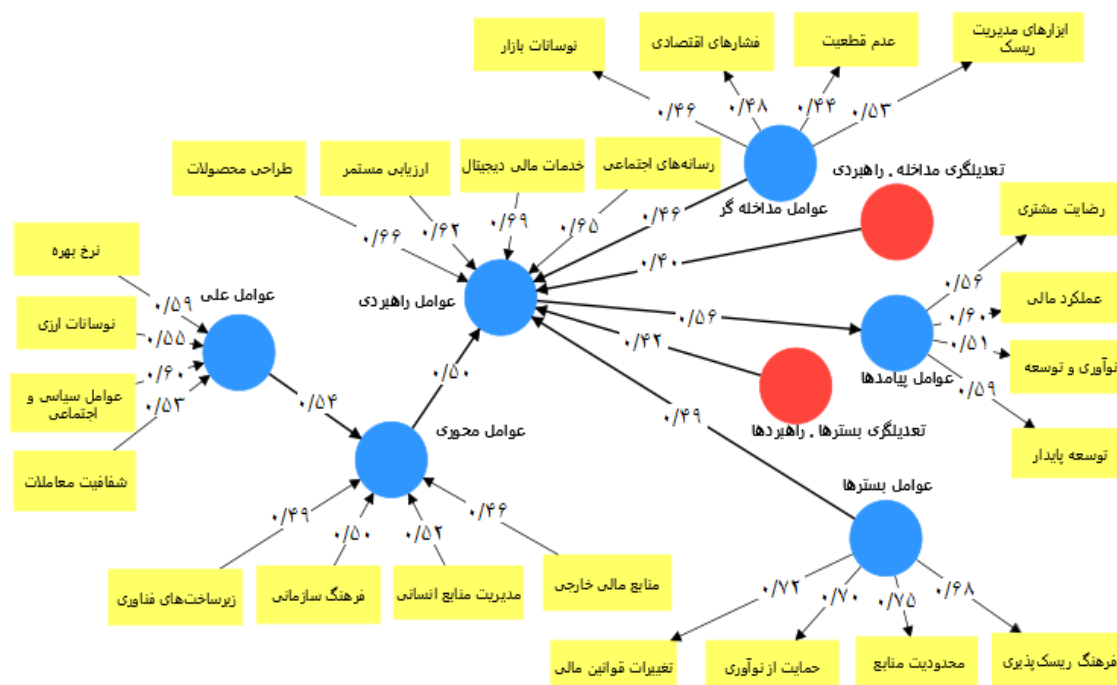 نوسانات بازار
فشارهای اقتصادی
عدم قطعیت
ابزارهای مدیریت
ریسک
۰/۴۶
۰/۴۸
۰/۴۴
۰/۵۳
طراحی محصولات
ارزیابی مستمر
خدمات مالی دیجیتال
رسانه‌های اجتماعی
تعدیلگری مداخله . راهبردی
عوامل مداخله گر
رضایت مشتری
۰/۶۶
۰/۶۲
۰/۶۹
۰/۶۵
۰/۴۶
۰/۴۰
نرخ بهره
عوامل علی
عوامل راهبردی
۰/۵۶
عملکرد مالی
۰/۵۹
نوسانات ارزی
۰/۵۵
۰/۵۶
۰/۶۰
۰/۵۱
نوآوری و توسعه
۰/۴۲
عوامل پیامدها
۰/۶۰
۰/۵۰
۰/۵۹
عوامل سیاسی و
اجتماعی
۰/۵۳
۰/۵۴
۰/۴۹
عوامل محوری
تعدیلگری بسترها . راهبردها
توسعه پایدار
شفافیت معاملات
عوامل بسترها
۰/۴۹
۰/۵۰
۰/۵۲
۰/۴۶
زیرساخت‌های فناوری
فرهنگ سازمانی
مدیریت منابع انسانی
منابع مالی خارجی
۰/۷۲
۰/۷۰
۰/۷۵
۰/۶۸
تغییرات قوانین مالی
حمایت از نوآوری
محدودیت منابع
فرهنگ ریسک‌پذیری